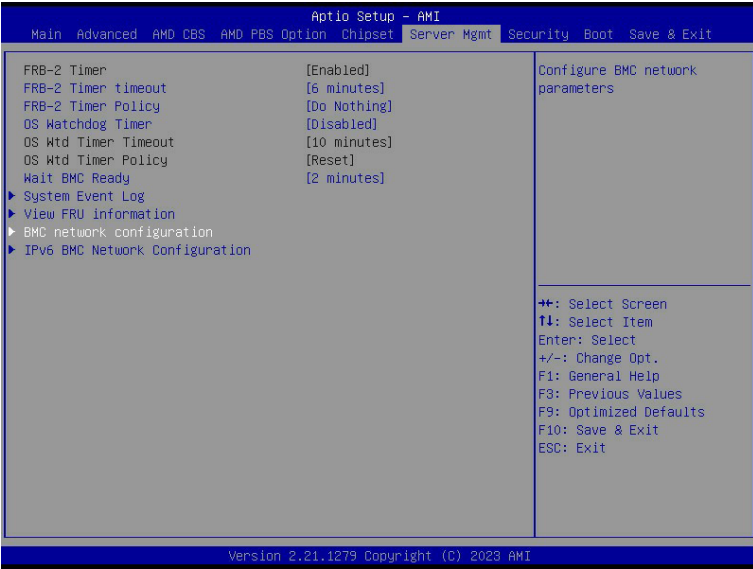 Aptio Setup – AMI
Main Advanced AMD CBS AMD PBS Option Chipset Server Mgmt Security Boot Save & Exit
FRB-2 Timer [Enabled]
FRB-2 Timer timeout [6 minutes]
FRB-2 Timer Policy [Do Nothing]
OS Watchdog Timer [Disabled]
OS Wtd Timer Timeout [10 minutes]
OS Wtd Timer Policy [Reset]
Wait BMC Ready [2 minutes]
System Event Log
View FRU information
BMC network configuration
IPv6 BMC Network Configuration
Configure BMC network
parameters
→←: Select Screen
↑↓: Select Item
Enter: Select
+/-: Change Opt.
F1: General Help
F3: Previous Values
F9: Optimized Defaults
F10: Save & Exit
ESC: Exit
Version 2.21.1279 Copyright (C) 2023 AMI